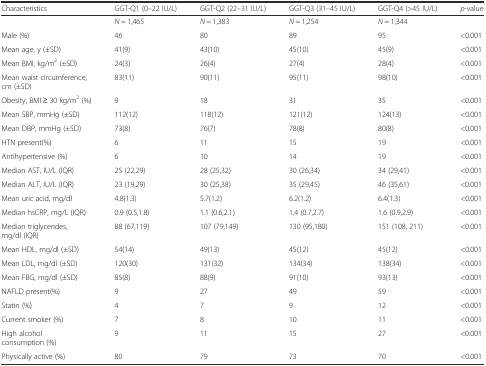 Characteristics GGT-Q1 (0–22 IU/L) GGT-Q2 (22–31 IU/L) GGT-Q3 (31–45 IU/L) GGT-Q4 (>45 IU/L) p-value
N = 1,465 N = 1,383 N = 1,254 N = 1,344
Male (%) 46 80 89 95 <0.001
Mean age, y (±SD) 41(9) 43(10) 45(10) 45(9) <0.001
Mean BMI, kg/m² (±SD) 24(3) 26(4) 27(4) 28(4) <0.001
Mean waist circumference, 83(11) 90(11) 95(11) 98(10) <0.001
cm (±SD)
Obesity, BMI ≥ 30 kg/m² (%) 9 18 31 35 <0.001
Mean SBP, mmHg (±SD) 112(12) 118(12) 121(12) 124(13) <0.001
Mean DBP, mmHg (±SD) 73(8) 76(7) 78(8) 80(8) <0.001
HTN present(%) 6 11 15 19 <0.001
Antihypertensive (%) 6 10 14 19 <0.001
Median AST, IU/L (IQR) 25 (22,29) 28 (25,32) 30 (26,34) 34 (29,41) <0.001
Median ALT, IU/L (IQR) 23 (19,29) 30 (25,38) 35 (29,45) 46 (35,61) <0.001
Mean uric acid, mg/dl 4.8(1.3) 5.7(1.2) 6.2(1.2) 6.4(1.3) <0.001
Median hsCRP, mg/L (IQR) 0.9 (0.5,1.8) 1.1 (0.6,2.1) 1.4 (0.7,2.7) 1.6 (0.9,2.9) <0.001
Median triglycerides, 88 (67,119) 107 (79,149) 130 (95,180) 151 (108, 211) <0.001
mg/dl (IQR)
Mean HDL, mg/dl (±SD) 54(14) 49(13) 45(12) 45(12) <0.001
Mean LDL, mg/dl (±SD) 120(30) 131(32) 134(34) 138(34) <0.001
Mean FBG, mg/dl (±SD) 85(8) 88(9) 91(10) 93(13) <0.001
NAFLD present(%) 9 27 49 59 <0.001
Statin (%) 4 7 9 12 <0.001
Current smoker (%) 7 8 10 11 <0.001
High alcohol 9 11 15 27 <0.001
consumption (%)
Physically active (%) 80 79 73 70 <0.001